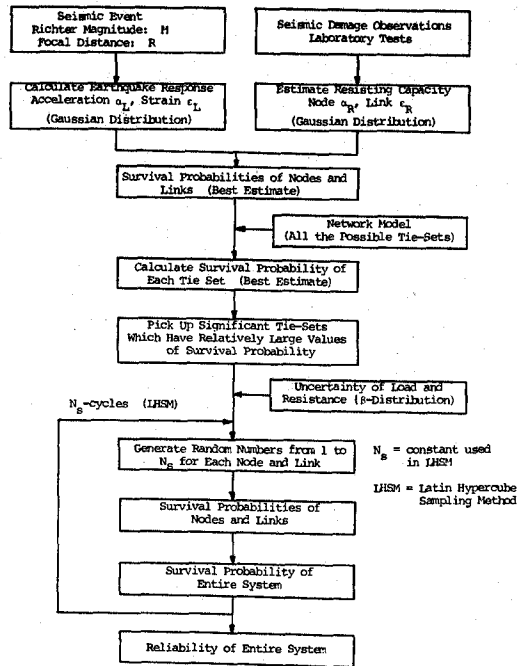 Seismic Event
Richter Magnitude: M
Focal Distance: R
Seismic Damage Observations
Laboratory Tests
Calculate Earthquake Response
Acceleration α_L, Strain ε_L
(Gaussian Distribution)
Estimate Resisting Capacity
Node α_R, Link ε_R
(Gaussian Distribution)
Survival Probabilities of Nodes and
Links (Best Estimate)
Network Model
(All the Possible Tie-Sets)
Calculate Survival Probability of
Each Tie Set (Best Estimate)
Pick Up Significant Tie-Sets
Which Have Relatively Large Values
of Survival Probability
Uncertainty of Load and
Resistance (β-Distribution)
N_s-cycles (LHSM)
Generate Random Numbers from 1 to
N_s for Each Node and Link
N_s = constant used
in LHSM
LHSM = Latin Hypercube
Sampling Method
Survival Probabilities of
Nodes and Links
Survival Probability of
Entire System
Reliability of Entire System